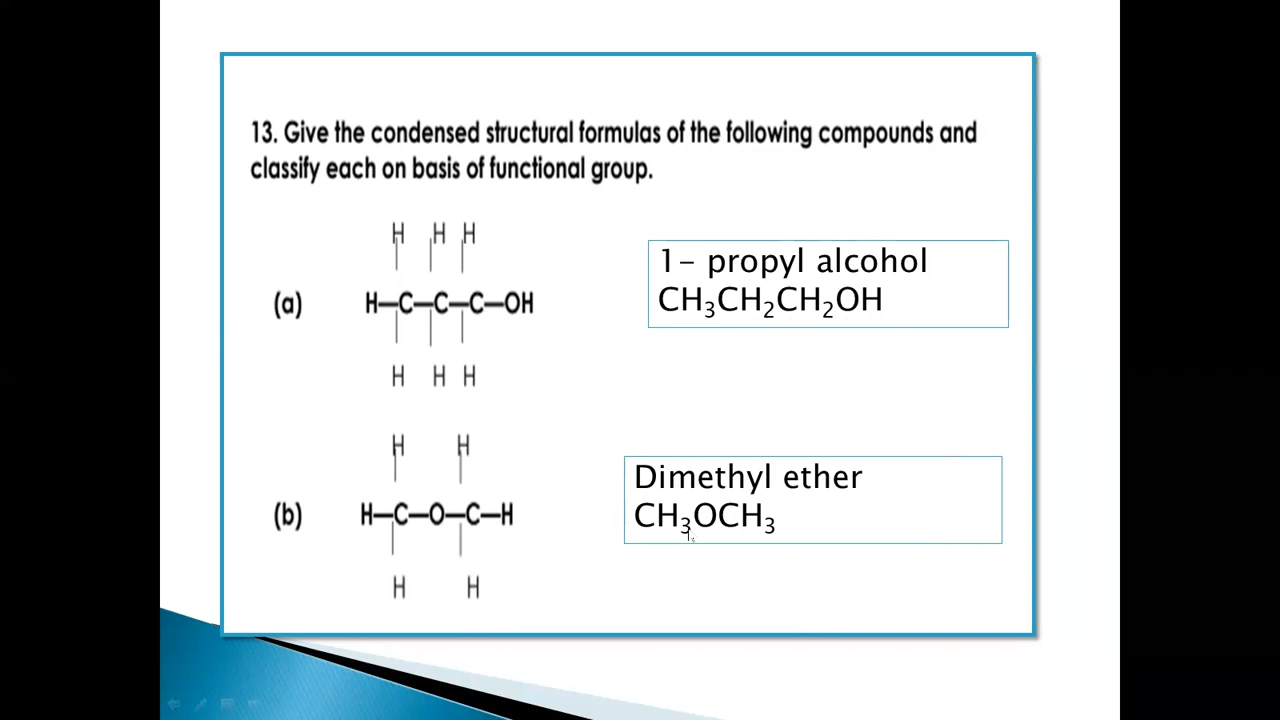 13. Give the condensed structural formulas of the following compounds and
classify each on basis of functional group.
H H H
(a) H–C–C–C–OH
H H H
1- propyl alcohol
CH₃CH₂CH₂OH
H H
(b) H–C–O–C–H
H H
Dimethyl ether
CH₃OCH₃